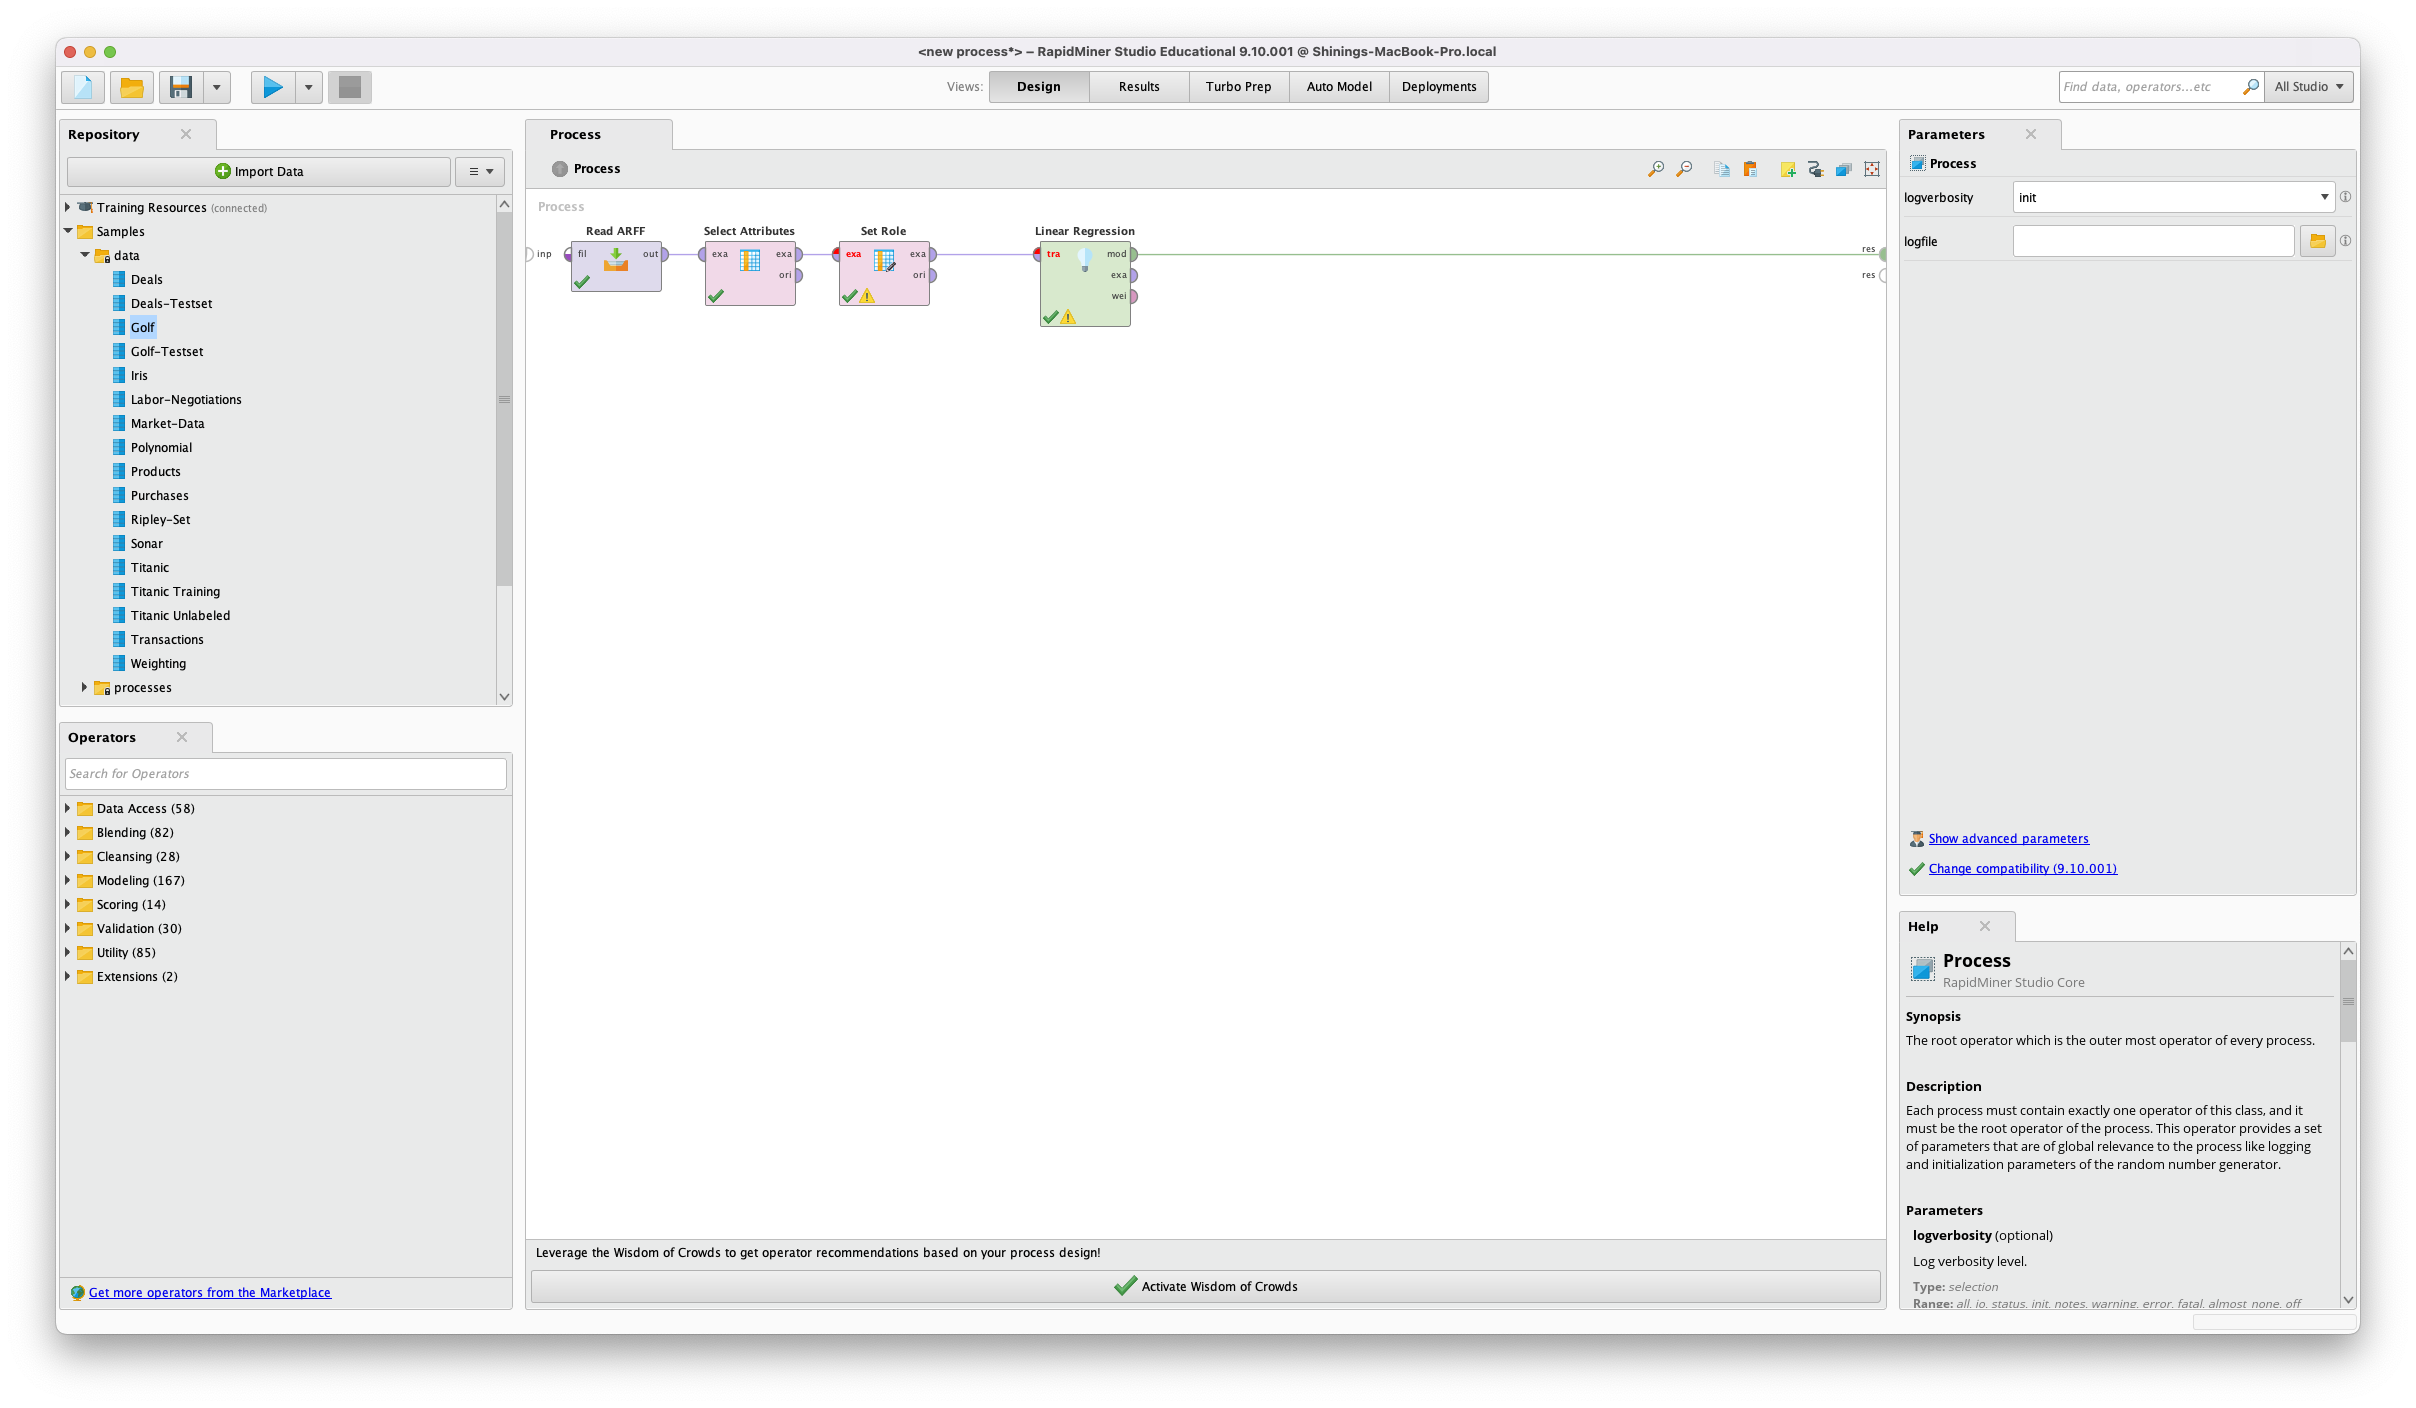 <new process*> – RapidMiner Studio Educational 9.10.001 @ Shinings-MacBook-Pro.local
Views: Design Results Turbo Prep Auto Model Deployments
Find data, operators...etc All Studio
Repository
Import Data
Training Resources (connected)
Samples
data
Deals
Deals-Testset
Golf
Golf-Testset
Iris
Labor-Negotiations
Market-Data
Polynomial
Products
Purchases
Ripley-Set
Sonar
Titanic
Titanic Training
Titanic Unlabeled
Transactions
Weighting
processes
Operators
Search for Operators
Data Access (58)
Blending (82)
Cleansing (28)
Modeling (167)
Scoring (14)
Validation (30)
Utility (85)
Extensions (2)
Get more operators from the Marketplace
Process
Process
Process
Read ARFF Select Attributes Set Role Linear Regression
inp fil out exa exa exa exa tra mod res
ori ori exa res
wei
Leverage the Wisdom of Crowds to get operator recommendations based on your process design!
Activate Wisdom of Crowds
Parameters
Process
logverbosity init
logfile
Show advanced parameters
Change compatibility (9.10.001)
Help
Process
RapidMiner Studio Core
Synopsis
The root operator which is the outer most operator of every process.
Description
Each process must contain exactly one operator of this class, and it
must be the root operator of the process. This operator provides a set
of parameters that are of global relevance to the process like logging
and initialization parameters of the random number generator.
Parameters
logverbosity (optional)
Log verbosity level.
Type: selection
Range: all, io, status, init, notes, warning, error, fatal, almost_none, off